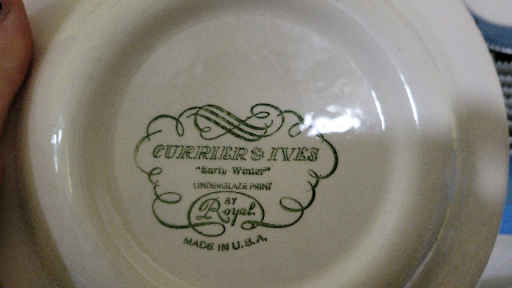 CURRIER & IVES
"Early Winter"
UNDERGLAZE PRINT
BY
Royal
MADE IN U.S.A.